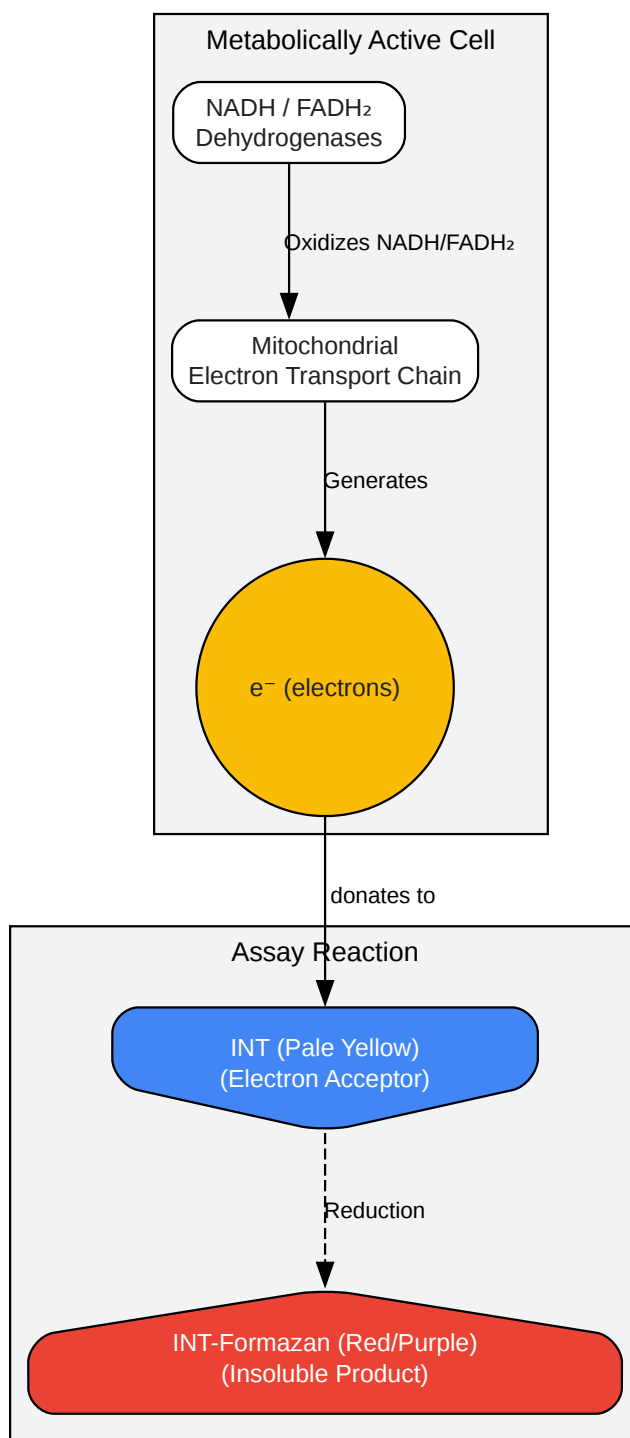 Metabolically Active Cell
NADH / FADH₂
Dehydrogenases
Oxidizes NADH/FADH₂
Mitochondrial
Electron Transport Chain
Generates
e⁻ (electrons)
donates to
Assay Reaction
INT (Pale Yellow)
(Electron Acceptor)
Reduction
INT-Formazan (Red/Purple)
(Insoluble Product)